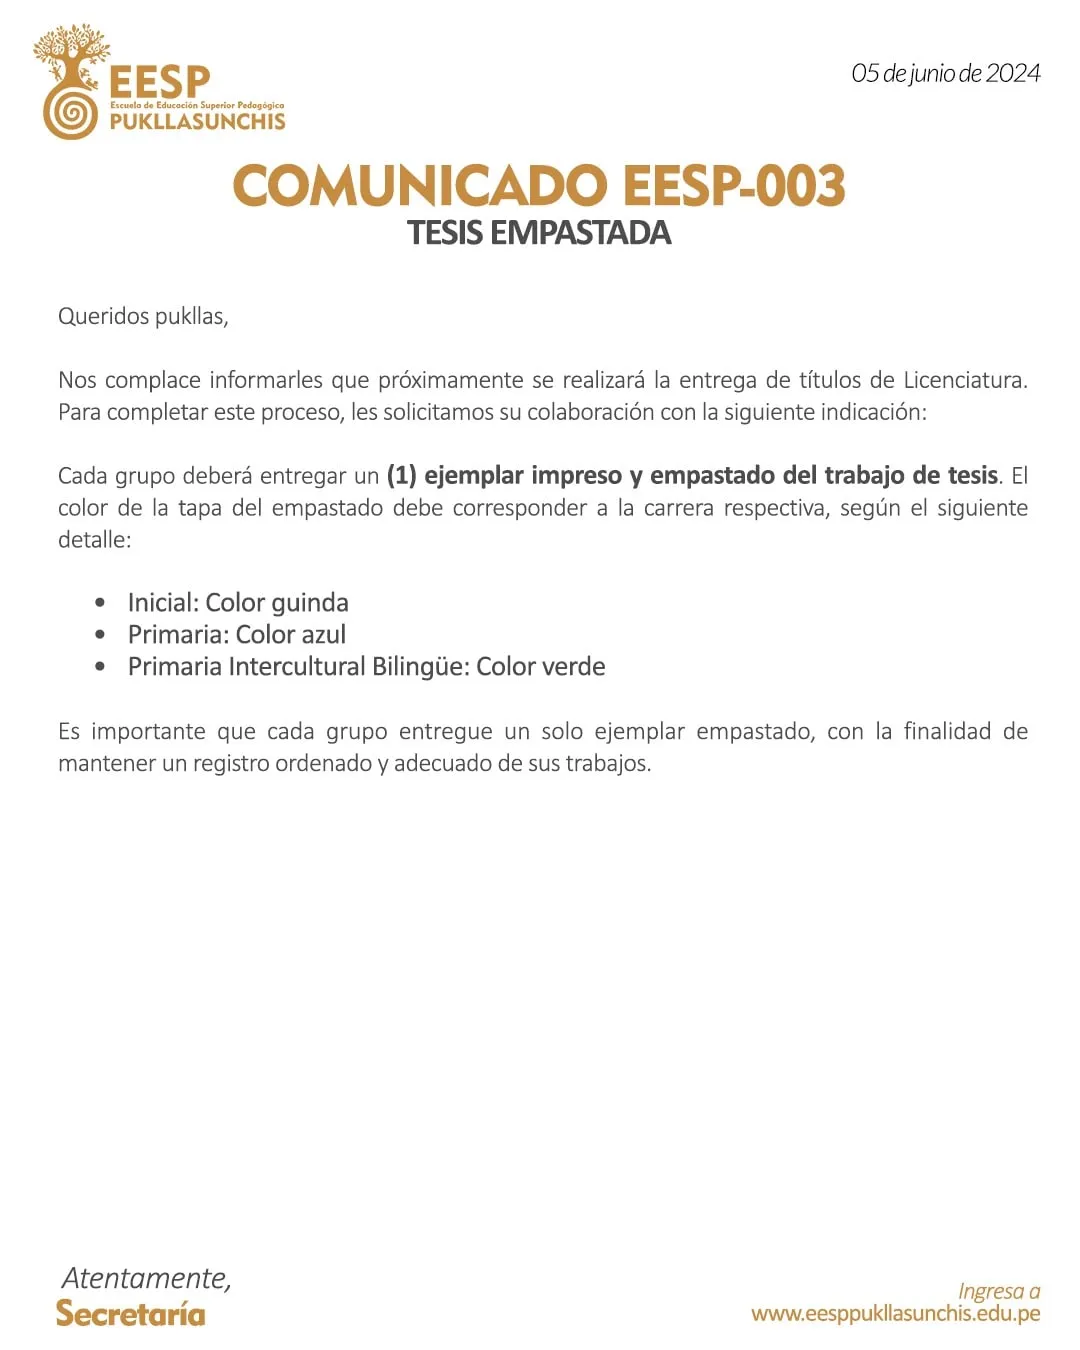 EESP
Escuela de Educación Superior Pedagógica
PUKLLASUNCHIS
05 de junio de 2024
COMUNICADO EESP-003
TESIS EMPASTADA
Queridos pukllas,
Nos complace informarles que próximamente se realizará la entrega de títulos de Licenciatura.
Para completar este proceso, les solicitamos su colaboración con la siguiente indicación:
Cada grupo deberá entregar un (1) ejemplar impreso y empastado del trabajo de tesis. El
color de la tapa del empastado debe corresponder a la carrera respectiva, según el siguiente
detalle:
• Inicial: Color guinda
• Primaria: Color azul
• Primaria Intercultural Bilingüe: Color verde
Es importante que cada grupo entregue un solo ejemplar empastado, con la finalidad de
mantener un registro ordenado y adecuado de sus trabajos.
Atentamente,
Secretaría
Ingresa a
www.eesppukllasunchis.edu.pe